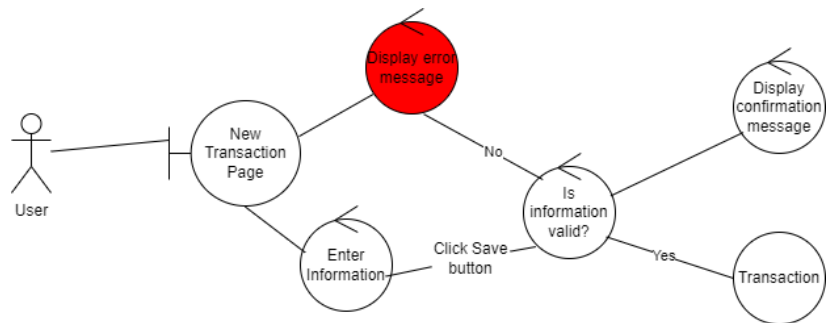 User
New
Transaction
Page
Display error
message
No
Enter
Information
Click Save
button
Is
information
valid?
Display
confirmation
message
Yes
Transaction